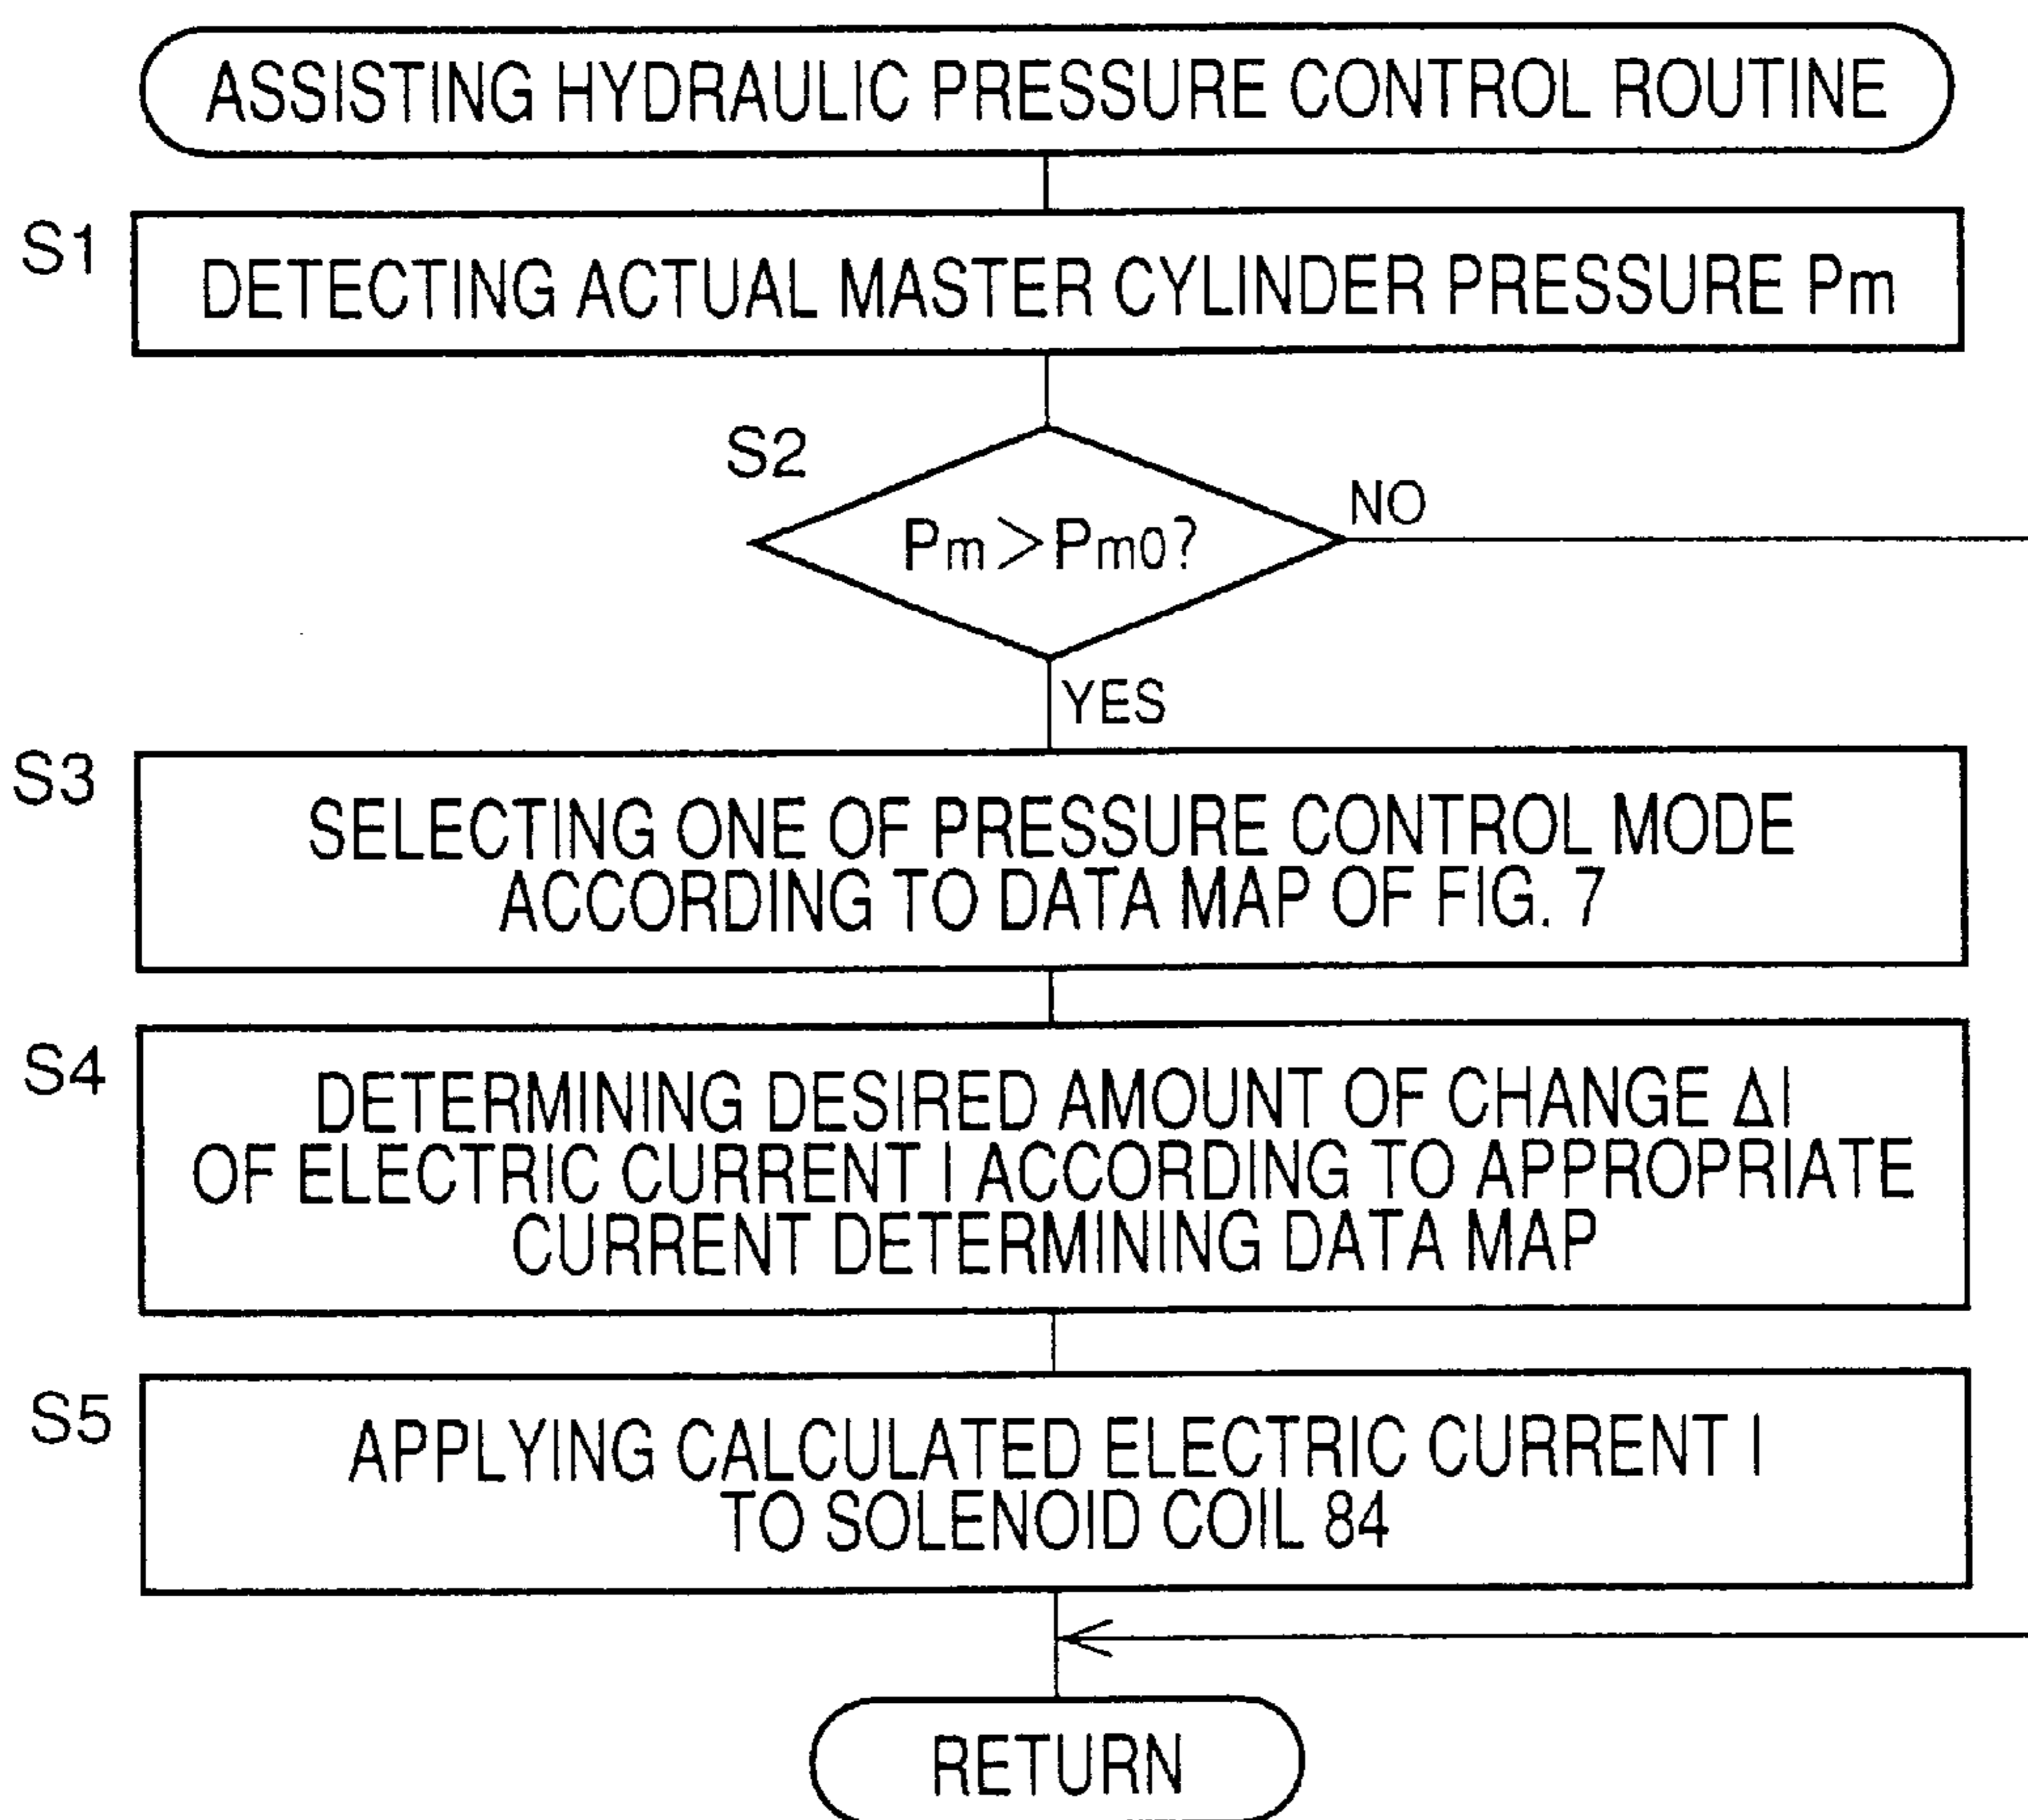 ASSISTING HYDRAULIC PRESSURE CONTROL ROUTINE
S1
DETECTING ACTUAL MASTER CYLINDER PRESSURE Pm
S2
Pm>Pm0?
NO
YES
S3
SELECTING ONE OF PRESSURE CONTROL MODE
ACCORDING TO DATA MAP OF FIG. 7
S4
DETERMINING DESIRED AMOUNT OF CHANGE ΔI
OF ELECTRIC CURRENT I ACCORDING TO APPROPRIATE
CURRENT DETERMINING DATA MAP
S5
APPLYING CALCULATED ELECTRIC CURRENT I
TO SOLENOID COIL 84
RETURN